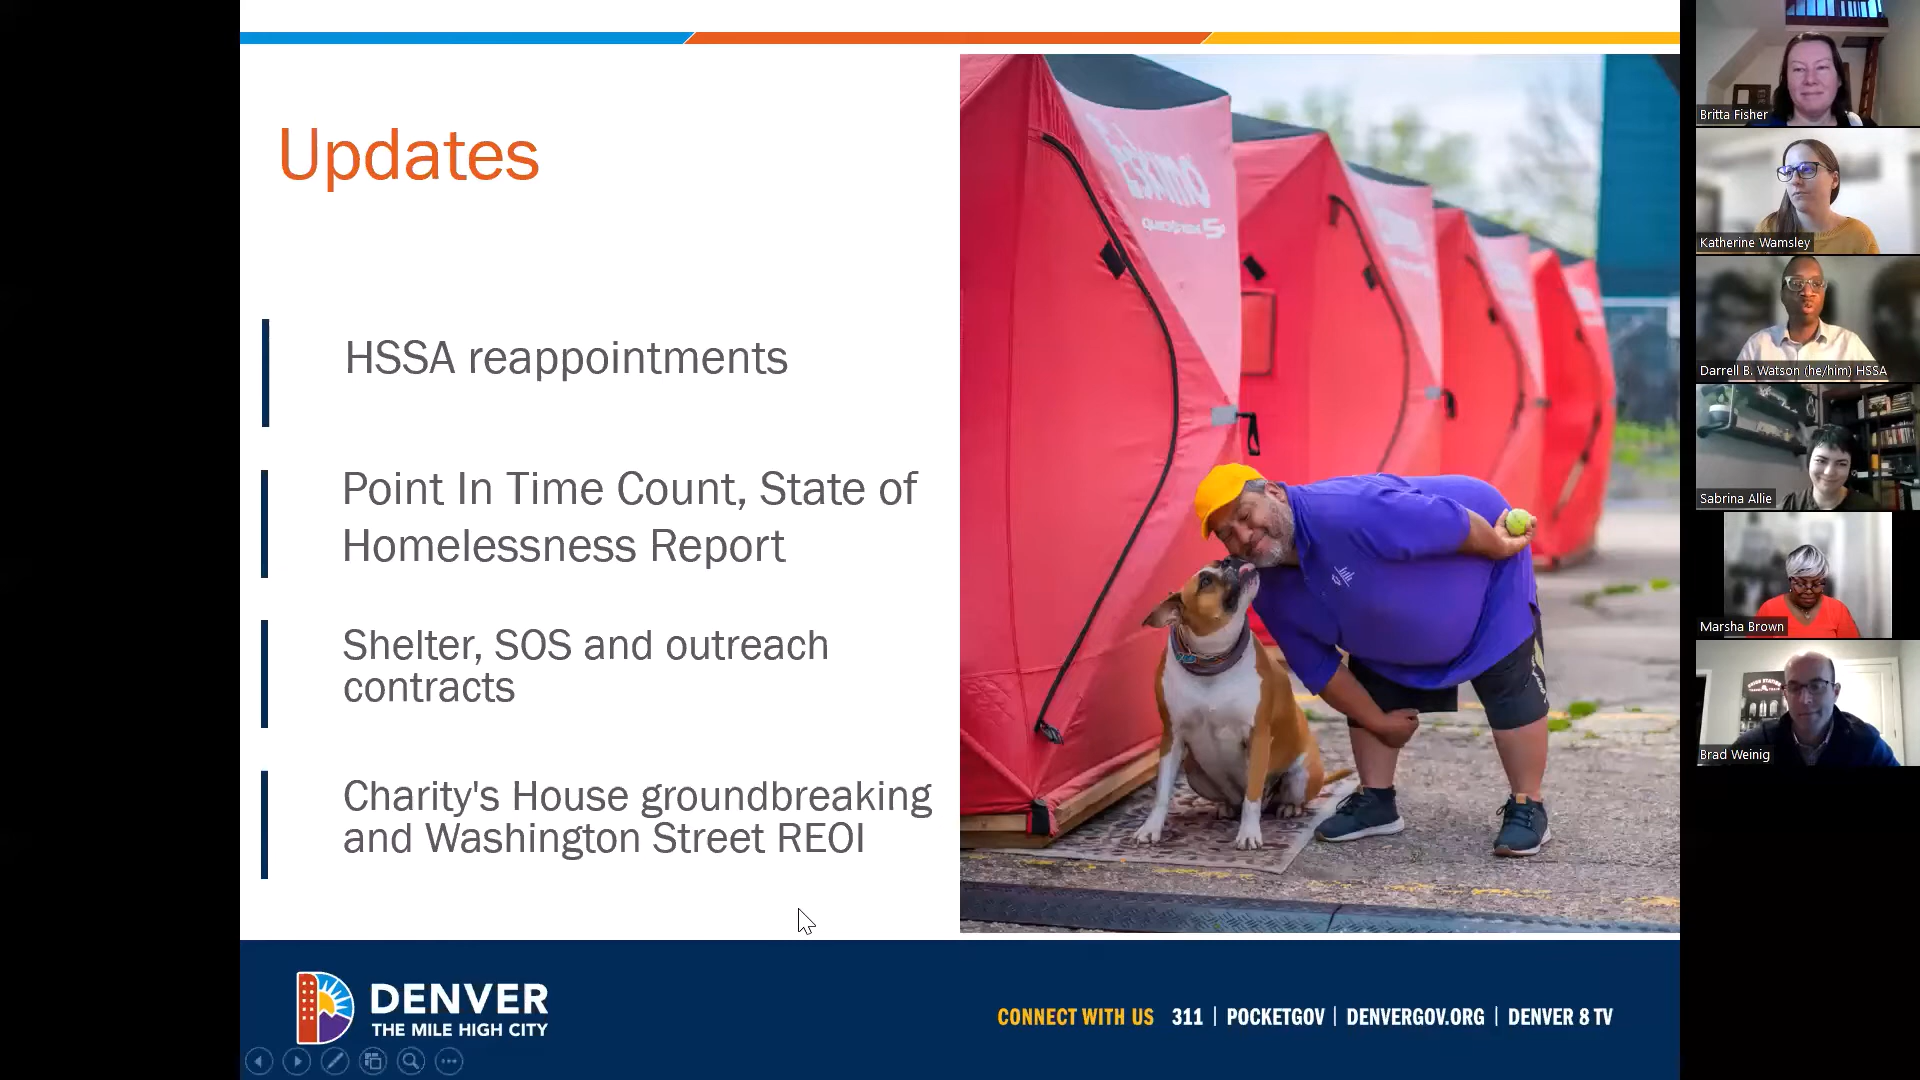 Updates
HSSA reappointments
Point In Time Count, State of
Homelessness Report
Shelter, SOS and outreach
contracts
Charity's House groundbreaking
and Washington Street REOI
Eskimo
DENVER
THE MILE HIGH CITY
CONNECT WITH US 311 | POCKETGOV | DENVERGOV.ORG | DENVER 8 TV
Britta Fisher
Katherine Wamsley
Darrell B. Watson (he/him) HSSA
Sabrina Allie
Marsha Brown
Brad Weinig